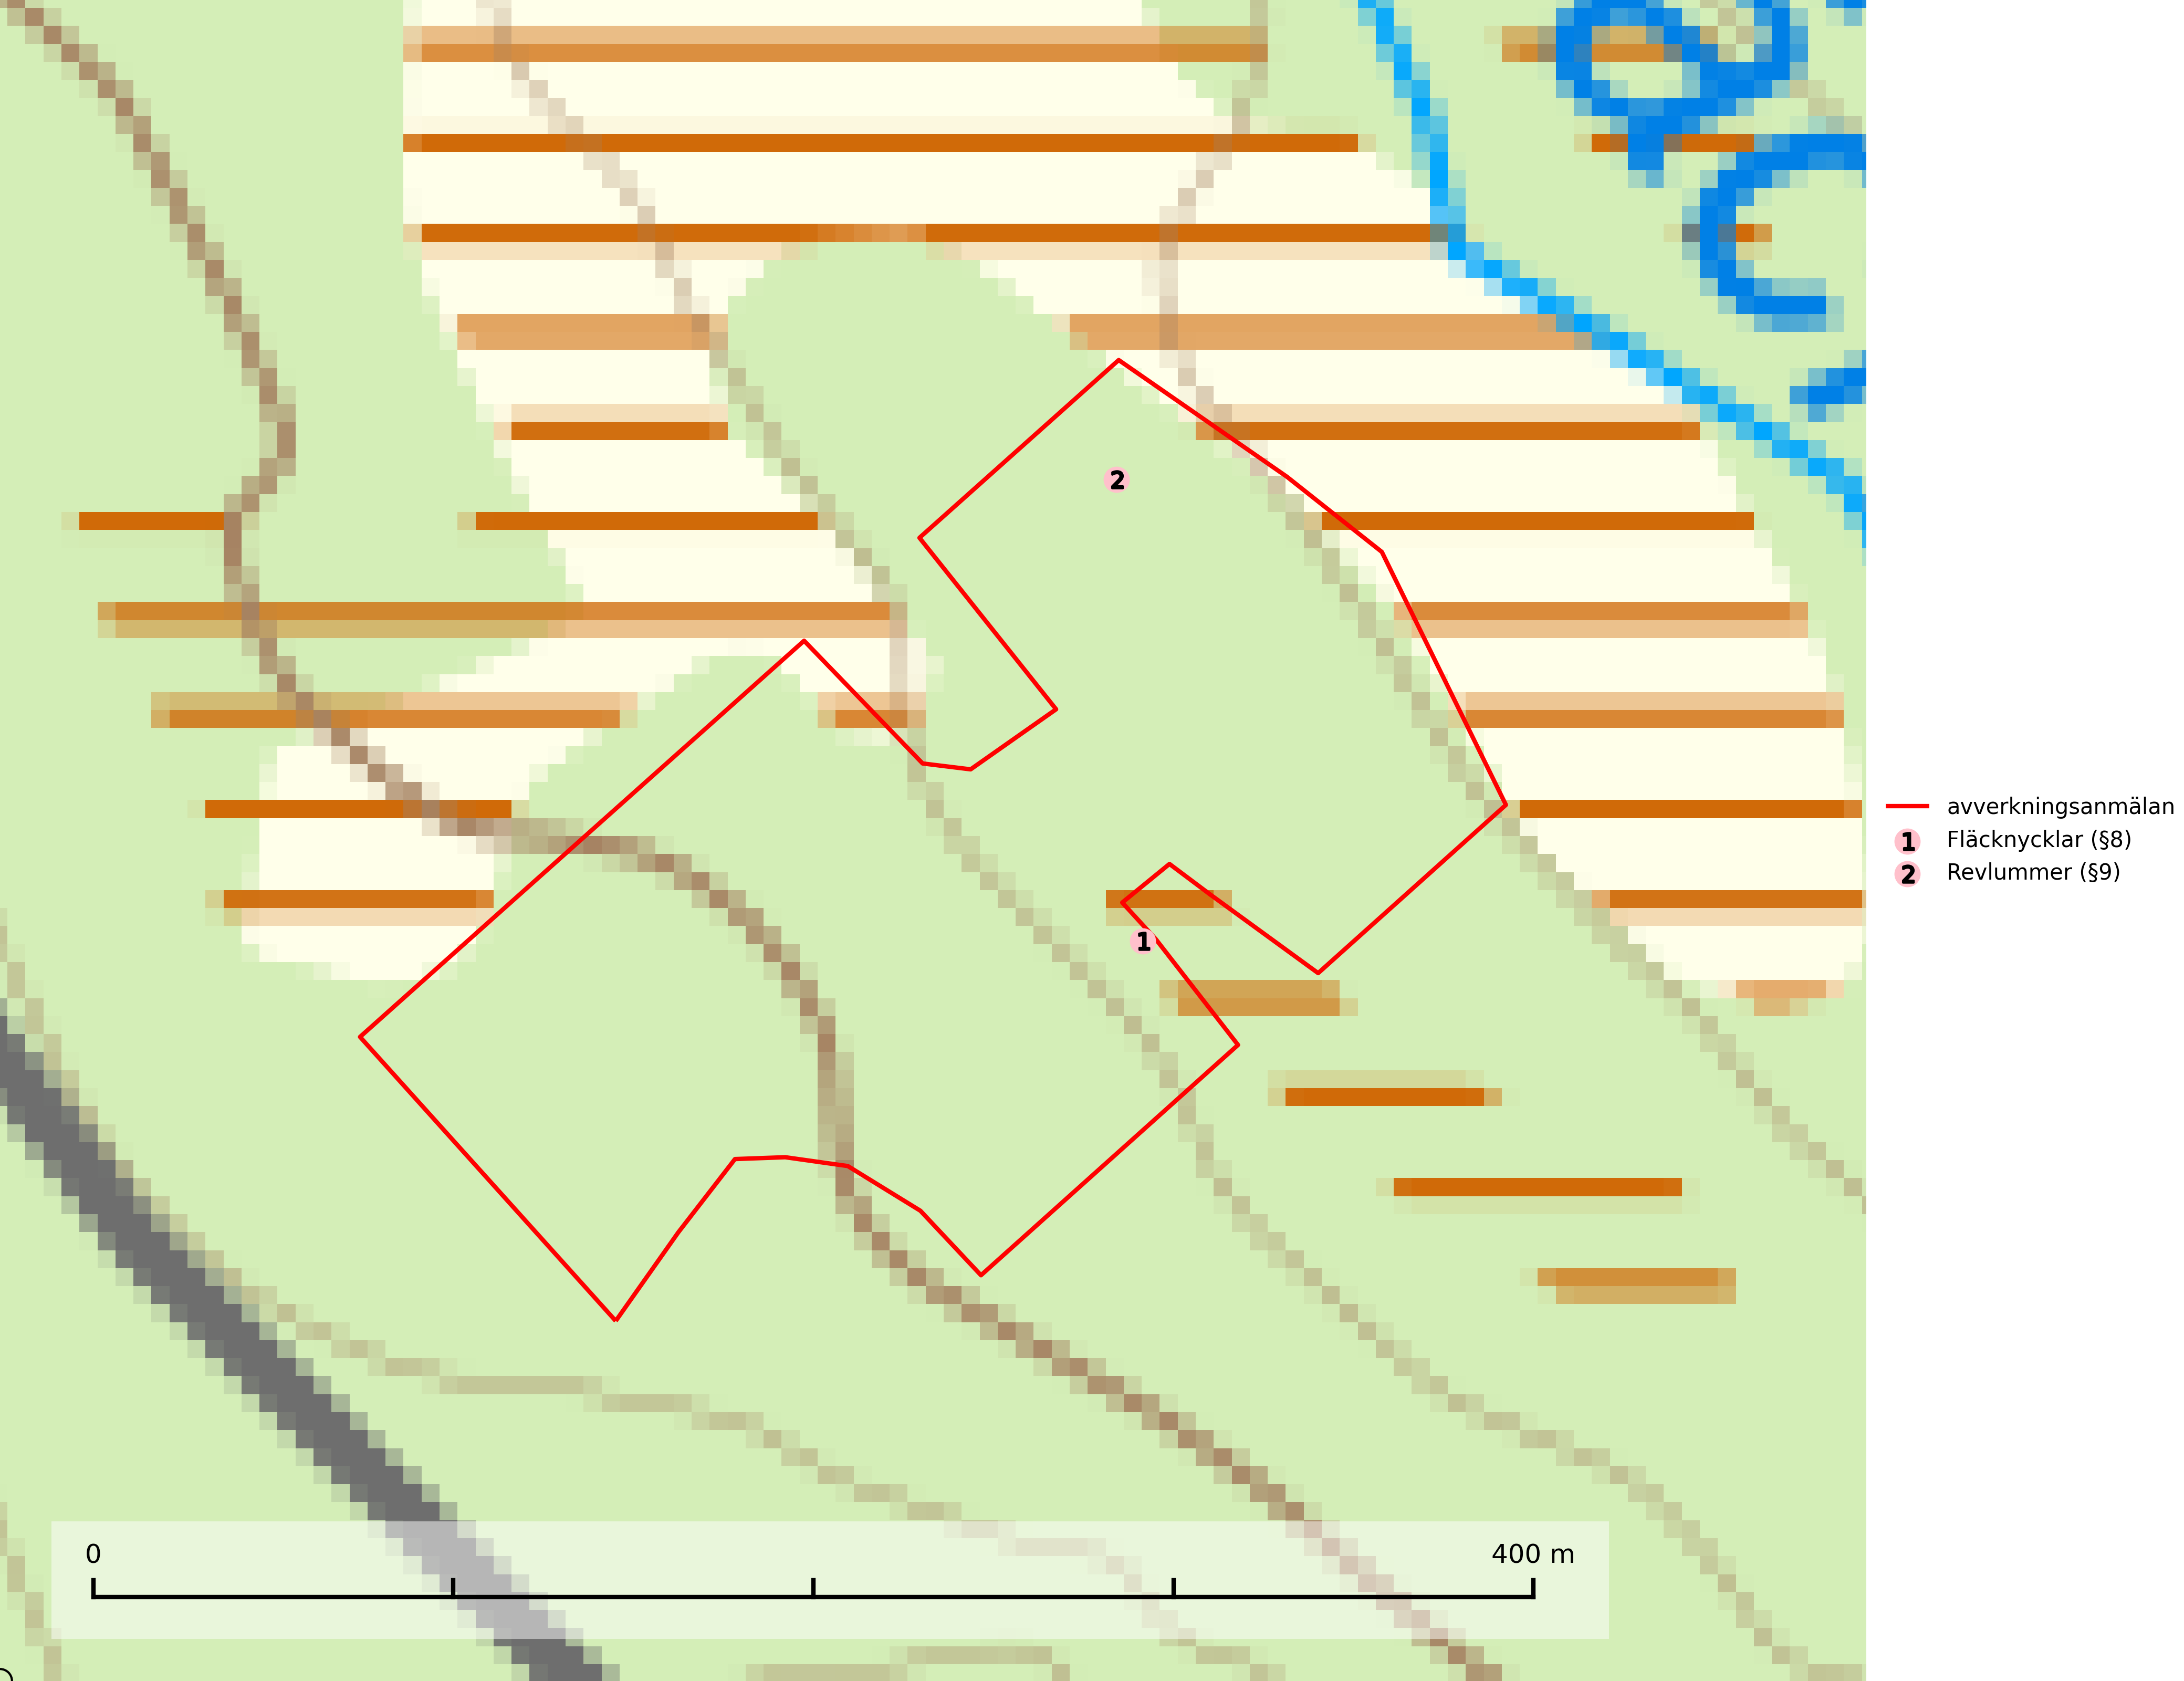 2
1
avverkningsanmälan
1 Fläcknycklar (§8)
2 Revlummer (§9)
0 400 m